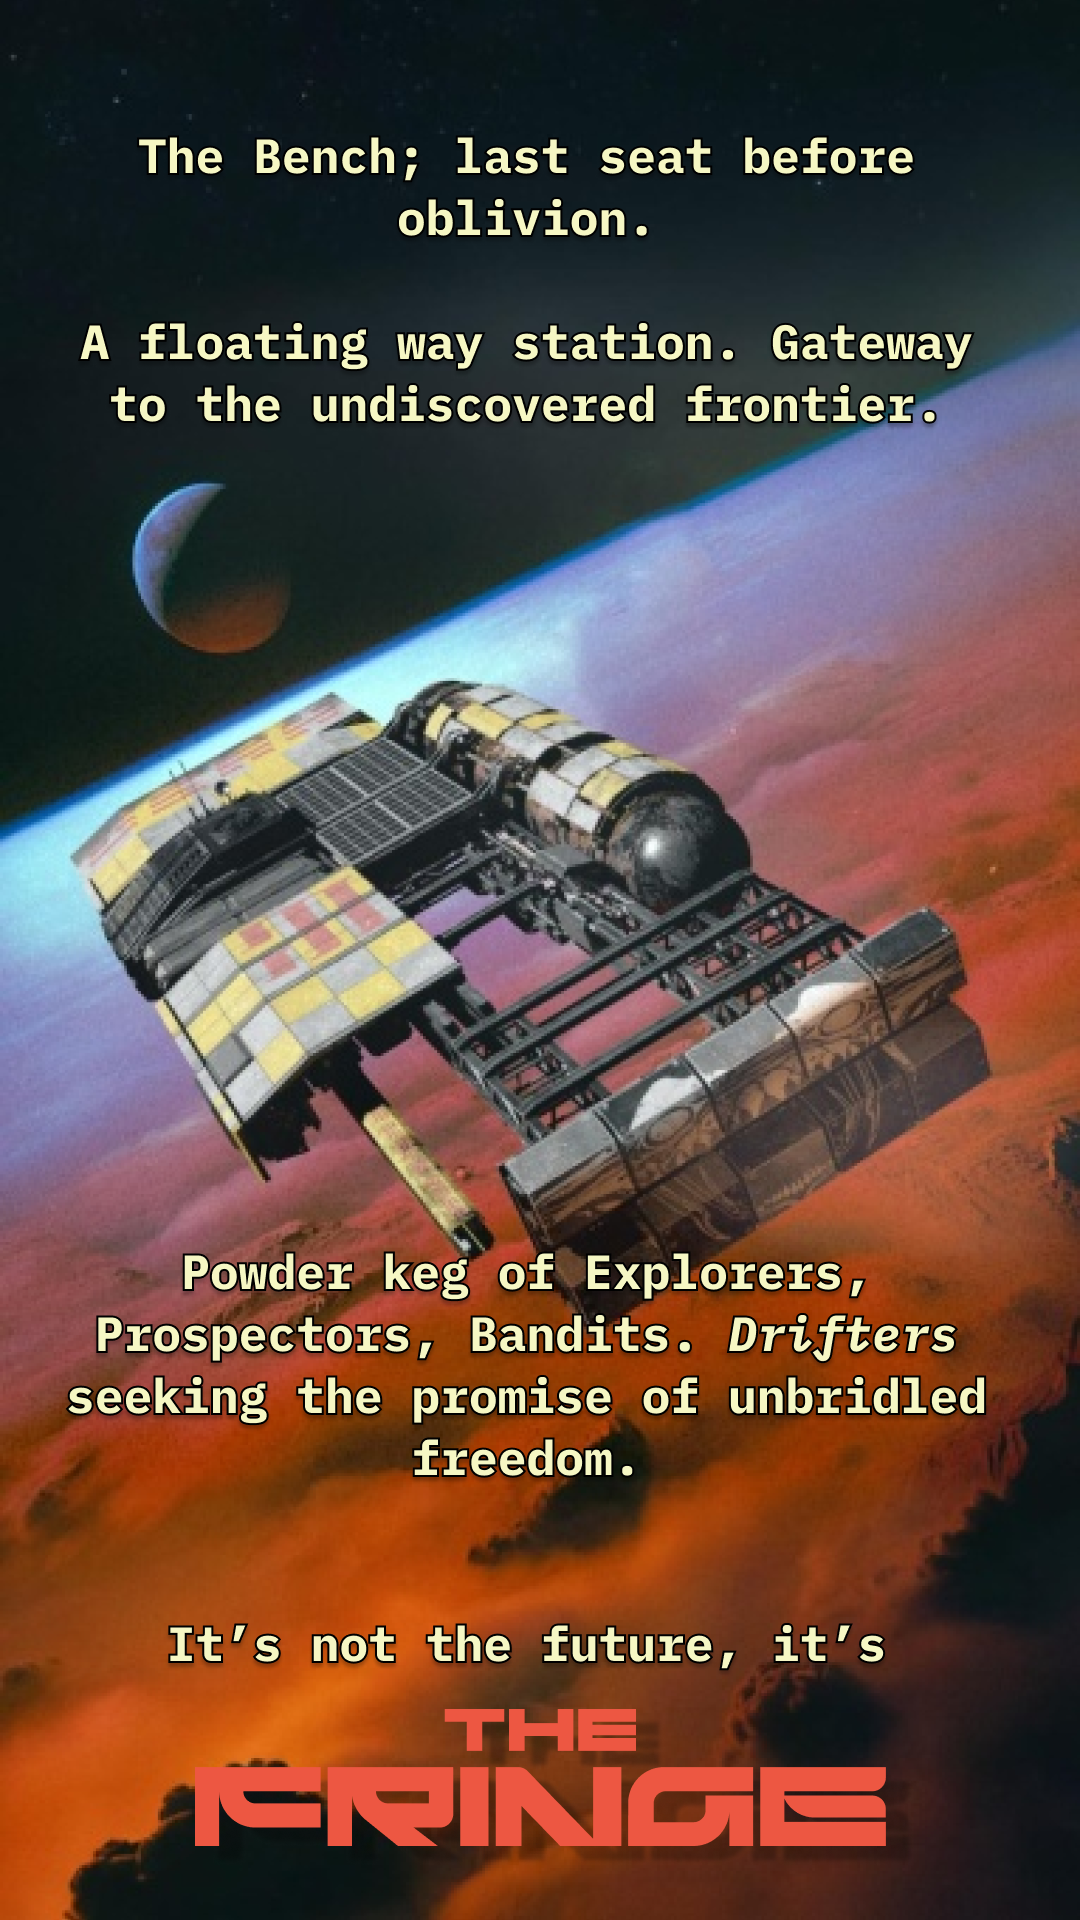 The Bench; last seat before
oblivion.
A floating way station. Gateway
to the undiscovered frontier.
Powder keg of Explorers,
Prospectors, Bandits. Drifters
seeking the promise of unbridled
freedom.
It’s not the future, it’s
THE
FRINGE